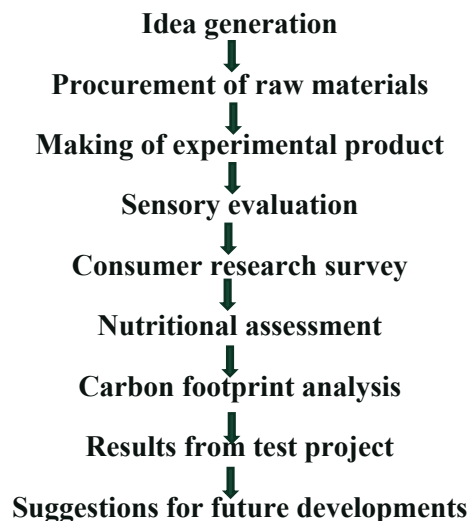 Idea generation
Procurement of raw materials
Making of experimental product
Sensory evaluation
Consumer research survey
Nutritional assessment
Carbon footprint analysis
Results from test project
Suggestions for future developments